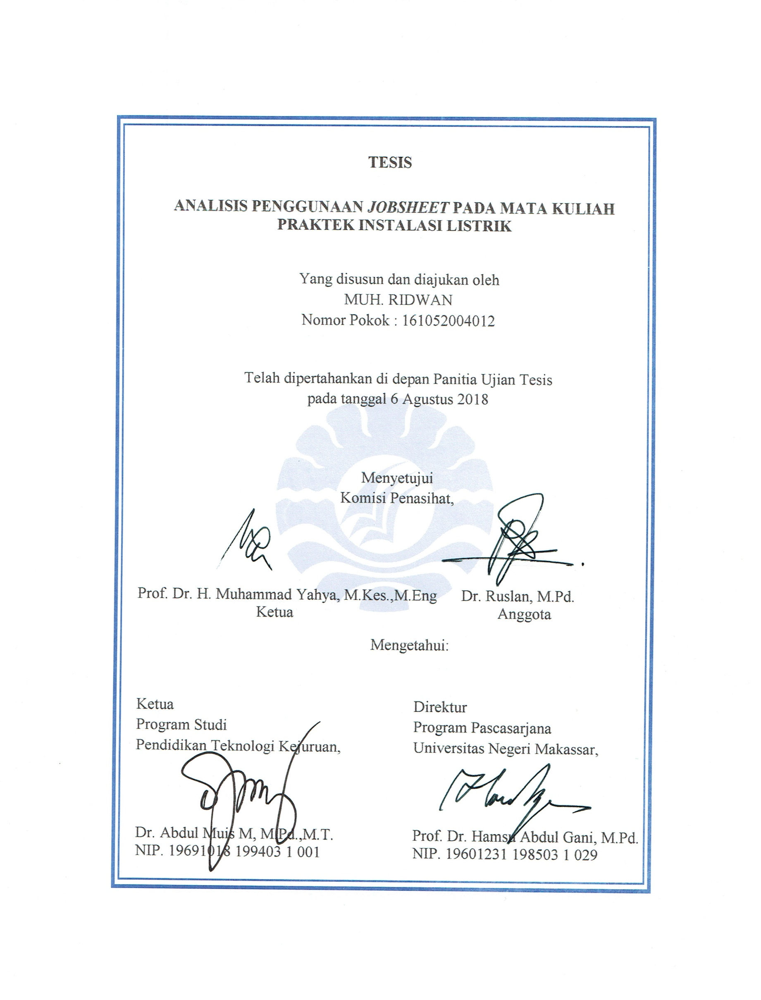 TESIS
ANALISIS PENGGUNAAN JOBSHEET PADA MATA KULIAH
PRAKTEK INSTALASI LISTRIK
Yang disusun dan diajukan oleh
MUH. RIDWAN
Nomor Pokok : 161052004012
Telah dipertahankan di depan Panitia Ujian Tesis
pada tanggal 6 Agustus 2018
Menyetujui
Komisi Penasihat,
Prof. Dr. H. Muhammad Yahya, M.Kes.,M.Eng
Ketua
Dr. Ruslan, M.Pd.
Anggota
Mengetahui:
Ketua
Program Studi
Pendidikan Teknologi Kejuruan,
Dr. Abdul Muis M, M.Pd.,M.T.
NIP. 19691018 199403 1 001
Direktur
Program Pascasarjana
Universitas Negeri Makassar,
Prof. Dr. Hamsu Abdul Gani, M.Pd.
NIP. 19601231 198503 1 029